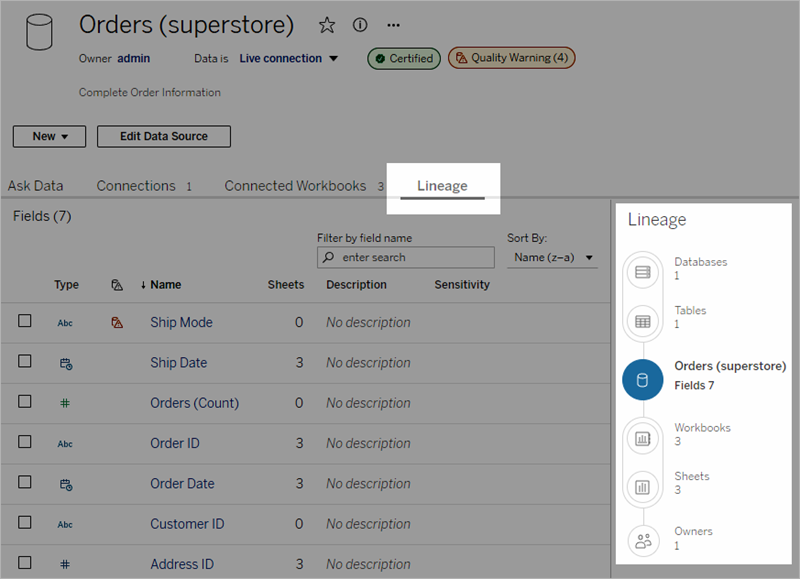 Orders (superstore)
Owner admin Data is Live connection Certified Quality Warning (4)
Complete Order Information
New Edit Data Source
Ask Data Connections 1 Connected Workbooks 3 Lineage
Fields (7)
Filter by field name Sort By:
enter search Name (z–a)
Type Name Sheets Description Sensitivity
Abc Ship Mode 0 No description
Ship Date 3 No description
# Orders (Count) 0 No description
Abc Order ID 3 No description
Order Date 3 No description
Abc Customer ID 0 No description
# Address ID 3 No description
Lineage
Databases
1
Tables
1
Orders (superstore)
Fields 7
Workbooks
3
Sheets
3
Owners
1